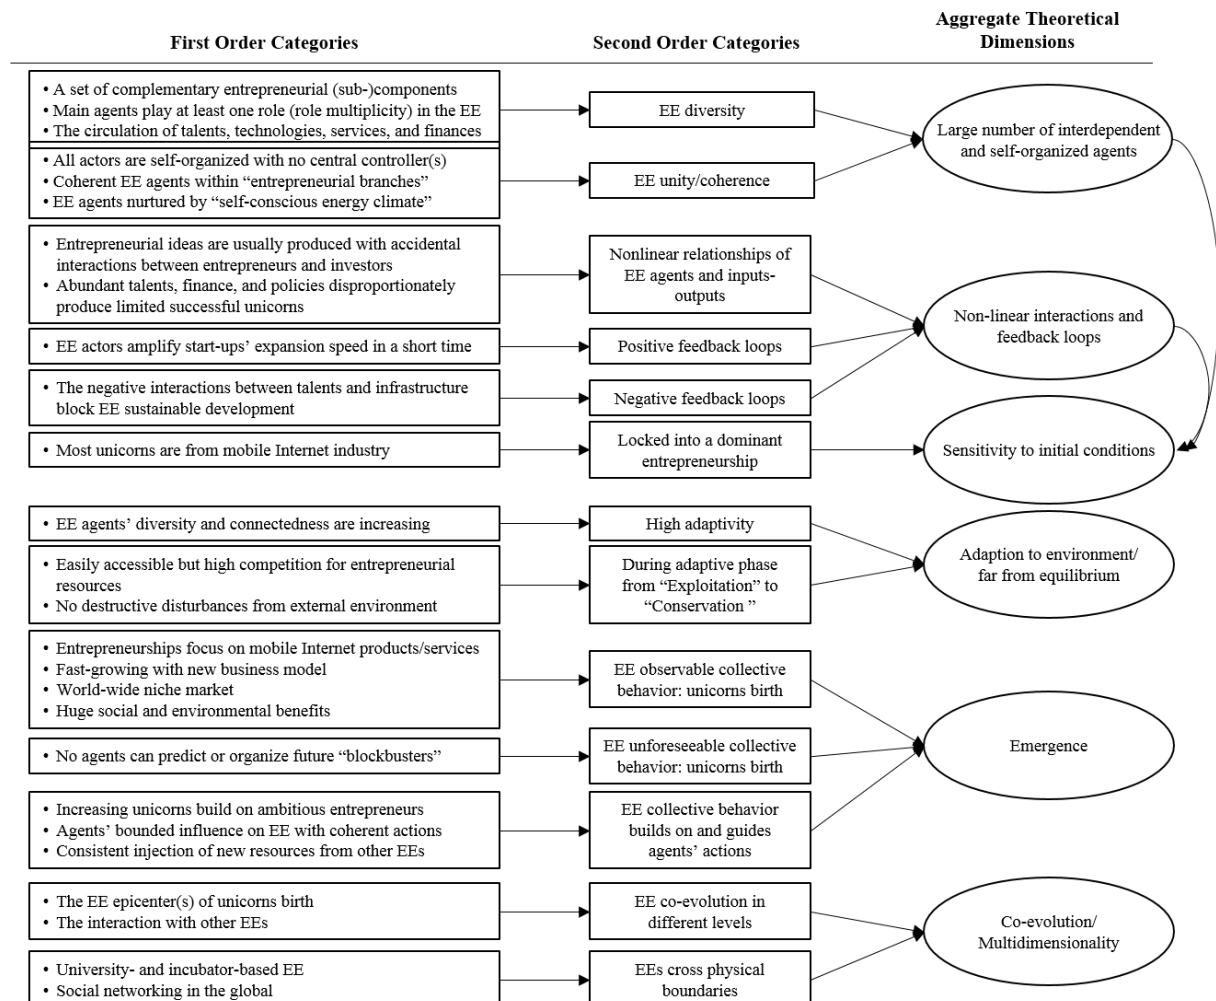 First Order Categories
Second Order Categories
Aggregate Theoretical
Dimensions
• A set of complementary entrepreneurial (sub-)components
• Main agents play at least one role (role multiplicity) in the EE
• The circulation of talents, technologies, services, and finances
EE diversity
Large number of interdependent
and self-organized agents
• All actors are self-organized with no central controller(s)
• Coherent EE agents within “entrepreneurial branches”
• EE agents nurtured by “self-conscious energy climate”
EE unity/coherence
• Entrepreneurial ideas are usually produced with accidental
interactions between entrepreneurs and investors
• Abundant talents, finance, and policies disproportionately
produce limited successful unicorns
Nonlinear relationships of
EE agents and inputs-
outputs
Non-linear interactions and
feedback loops
• EE actors amplify start-ups’ expansion speed in a short time
Positive feedback loops
• The negative interactions between talents and infrastructure
block EE sustainable development
Negative feedback loops
• Most unicorns are from mobile Internet industry
Locked into a dominant
entrepreneurship
Sensitivity to initial conditions
• EE agents’ diversity and connectedness are increasing
High adaptivity
Adaption to environment/
far from equilibrium
• Easily accessible but high competition for entrepreneurial
resources
• No destructive disturbances from external environment
During adaptive phase
from “Exploitation” to
“Conservation ”
• Entrepreneurships focus on mobile Internet products/services
• Fast-growing with new business model
• World-wide niche market
• Huge social and environmental benefits
EE observable collective
behavior: unicorns birth
Emergence
• No agents can predict or organize future “blockbusters”
EE unforeseeable collective
behavior: unicorns birth
• Increasing unicorns build on ambitious entrepreneurs
• Agents’ bounded influence on EE with coherent actions
• Consistent injection of new resources from other EEs
EE collective behavior
builds on and guides
agents’ actions
• The EE epicenter(s) of unicorns birth
• The interaction with other EEs
EE co-evolution in
different levels
Co-evolution/
Multidimensionality
• University- and incubator-based EE
• Social networking in the global
EEs cross physical
boundaries